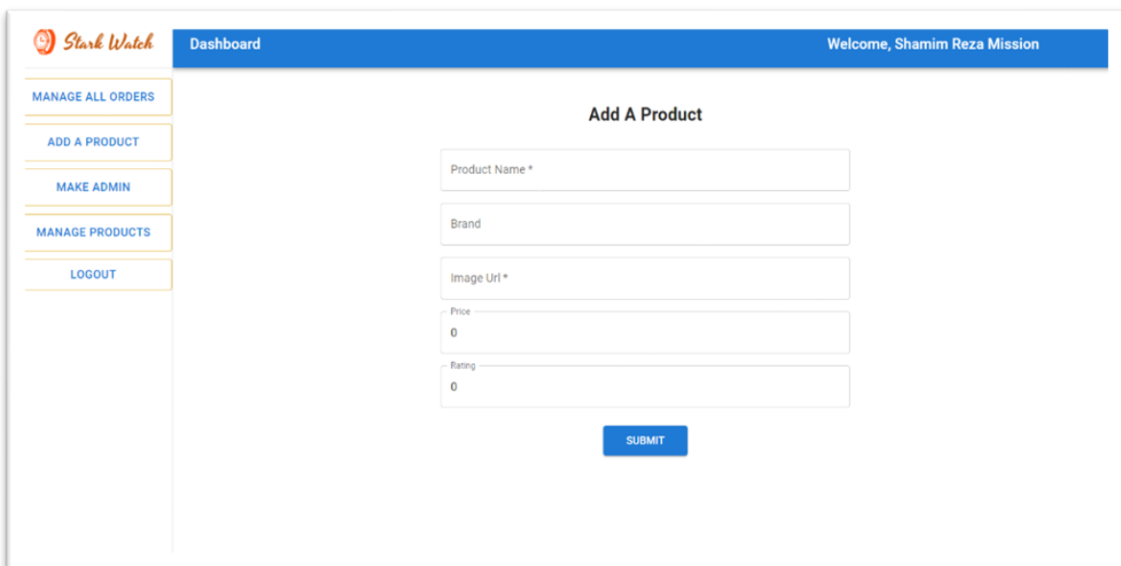 Stark Watch
Dashboard
Welcome, Shamim Reza Mission
MANAGE ALL ORDERS
ADD A PRODUCT
MAKE ADMIN
MANAGE PRODUCTS
LOGOUT
Add A Product
Product Name *
Brand
Image Url *
Price
0
Rating
0
SUBMIT